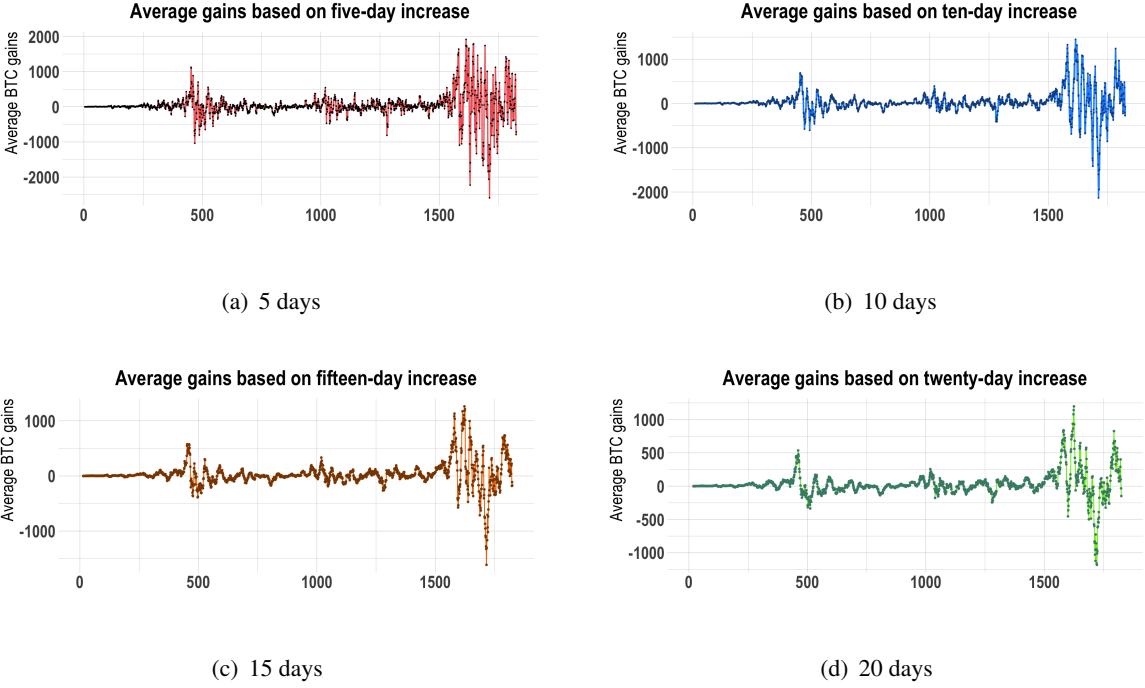 Average gains based on five-day increase
Average BTC gains
2000
1000
0
-1000
-2000
0 500 1000 1500
(a) 5 days
Average gains based on ten-day increase
Average BTC gains
1000
0
-1000
-2000
0 500 1000 1500
(b) 10 days
Average gains based on fifteen-day increase
Average BTC gains
1000
0
-1000
0 500 1000 1500
(c) 15 days
Average gains based on twenty-day increase
Average BTC gains
1000
500
0
-500
-1000
0 500 1000 1500
(d) 20 days